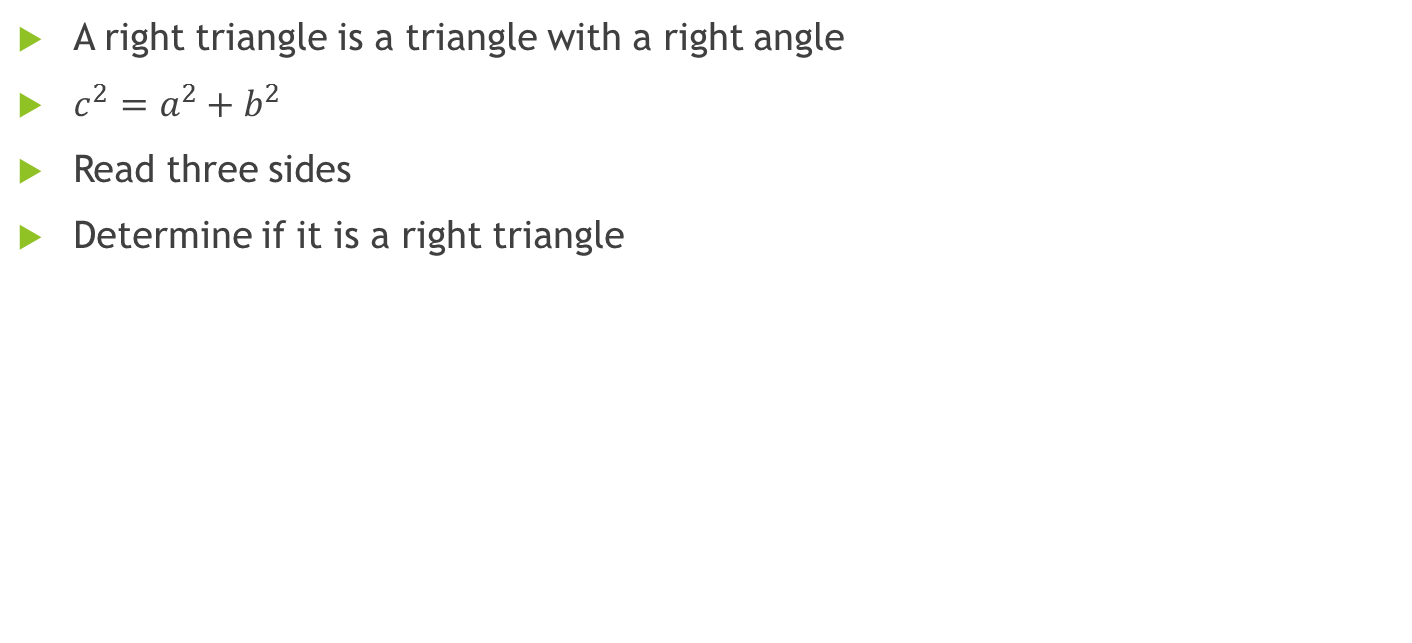 A right triangle is a triangle with a right angle
c² = a² + b²
Read three sides
Determine if it is a right triangle